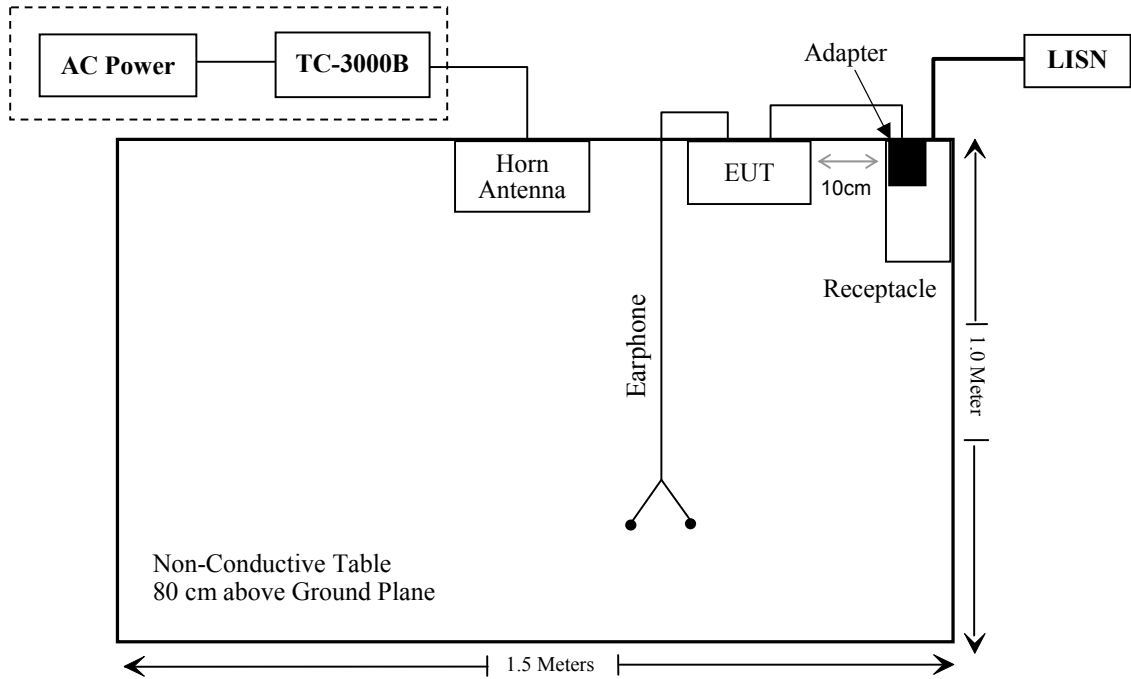 AC Power
TC-3000B
Adapter
LISN
Horn
Antenna
EUT
10cm
Receptacle
Earphone
1.0 Meter
Non-Conductive Table
80 cm above Ground Plane
1.5 Meters